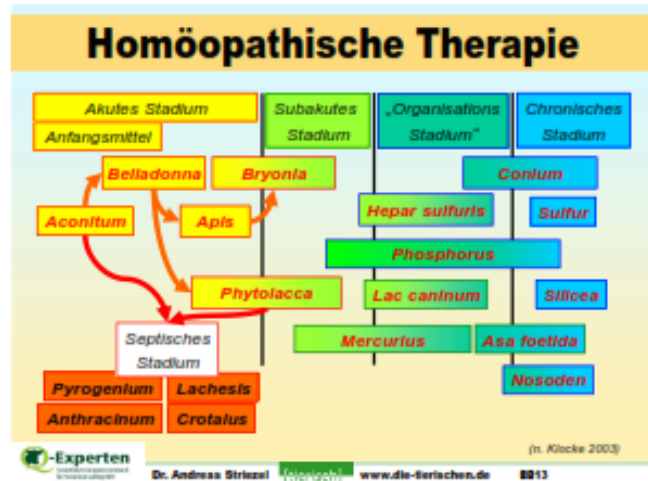 Homöopathische Therapie
Akutes Stadium
Anfangsmittel
Subakutes
Stadium
„Organisations
Stadium“
Chronisches
Stadium
Belladonna
Bryonia
Conium
Aconitum
Apis
Hepar sulfuris
Sulfur
Phosphorus
Phytolacca
Lac caninum
Silicea
Septisches
Stadium
Mercurius
Asa foetida
Pyrogenium
Lachesis
Nosoden
Anthracinum
Crotalus
(n. Klocke 2003)
-Experten
Dr. Andreas Striezel
[tierisch]
www.die-tierischen.de